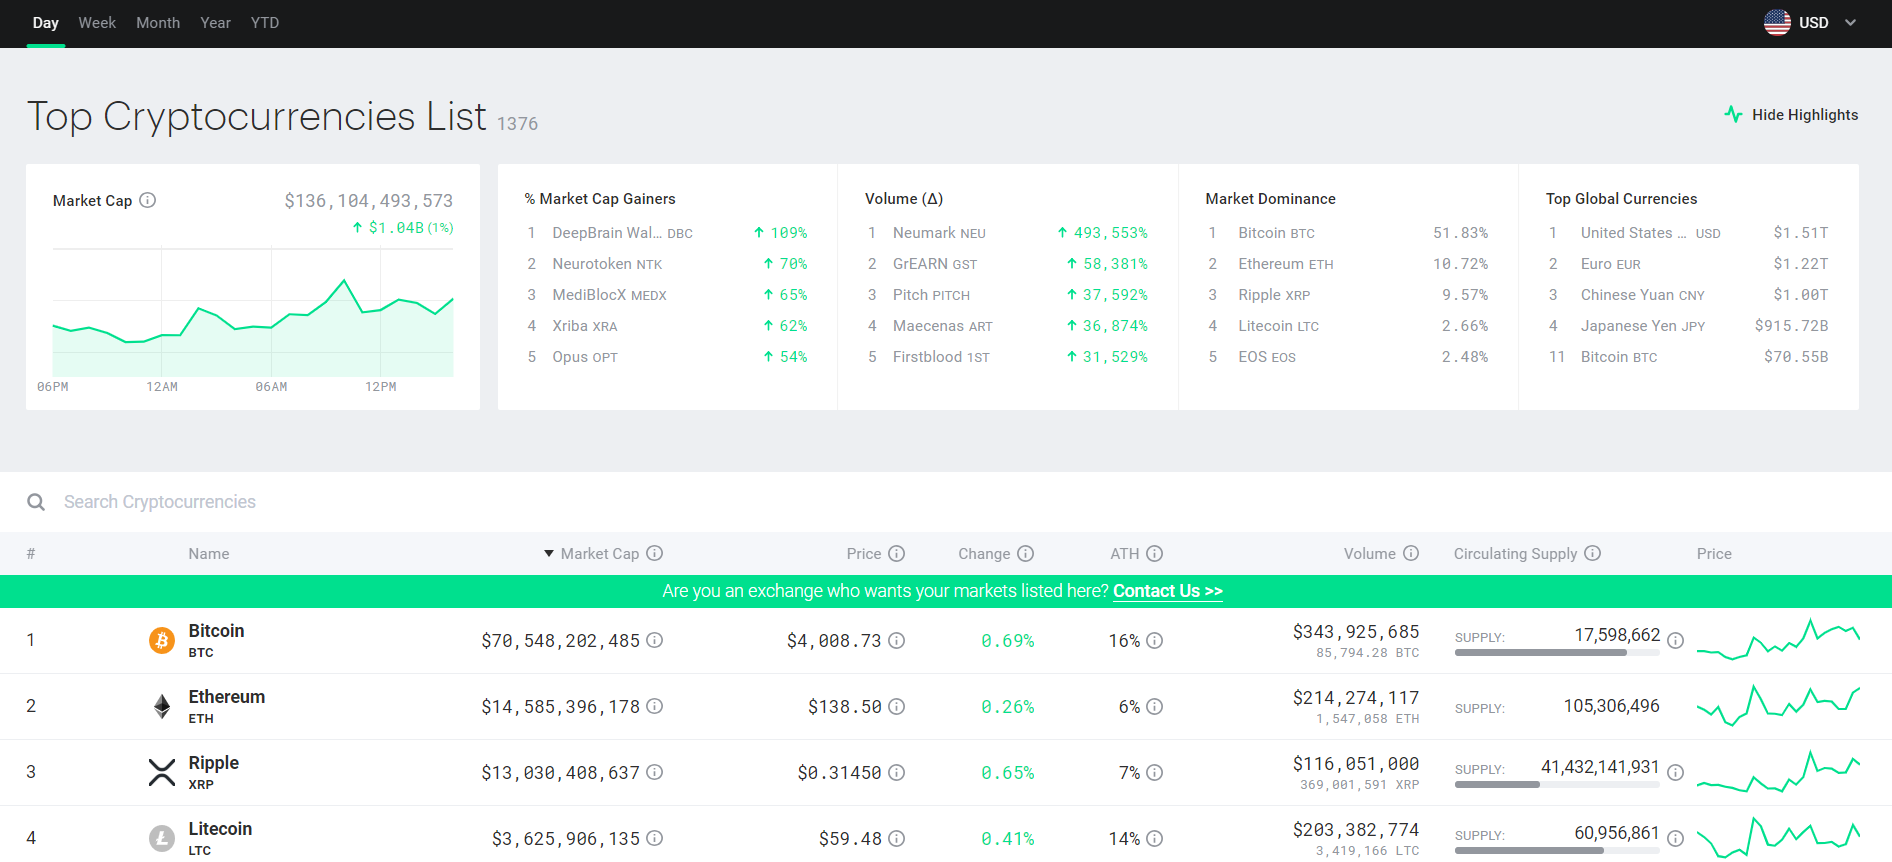 Day Week Month Year YTD USD
Top Cryptocurrencies List 1376
Hide Highlights
Market Cap $136,104,493,573
$1.04B (1%)
06PM 12AM 06AM 12PM
% Market Cap Gainers
1 DeepBrain Wal... DBC 109%
2 Neurotoken NTK 70%
3 MediBlocX MEDX 65%
4 Xriba XRA 62%
5 Opus OPT 54%
Volume (Δ)
1 Neumark NEU 493,553%
2 GrEARN GST 58,381%
3 Pitch PITCH 37,592%
4 Maecenas ART 36,874%
5 Firstblood 1ST 31,529%
Market Dominance
1 Bitcoin BTC 51.83%
2 Ethereum ETH 10.72%
3 Ripple XRP 9.57%
4 Litecoin LTC 2.66%
5 EOS EOS 2.48%
Top Global Currencies
1 United States ... USD $1.51T
2 Euro EUR $1.22T
3 Chinese Yuan CNY $1.00T
4 Japanese Yen JPY $915.72B
11 Bitcoin BTC $70.55B
Search Cryptocurrencies
# Name Market Cap Price Change ATH Volume Circulating Supply Price
Are you an exchange who wants your markets listed here? Contact Us >>
1 Bitcoin $70,548,202,485 $4,008.73 0.69% 16% $343,925,685 SUPPLY: 17,598,662
BTC 85,794.28 BTC
2 Ethereum $14,585,396,178 $138.50 0.26% 6% $214,274,117 SUPPLY: 105,306,496
ETH 1,547,058 ETH
3 Ripple $13,030,408,637 $0.31450 0.65% 7% $116,051,000 SUPPLY: 41,432,141,931
XRP 369,001,591 XRP
4 Litecoin $3,625,906,135 $59.48 0.41% 14% $203,382,774 SUPPLY: 60,956,861
LTC 3,419,166 LTC